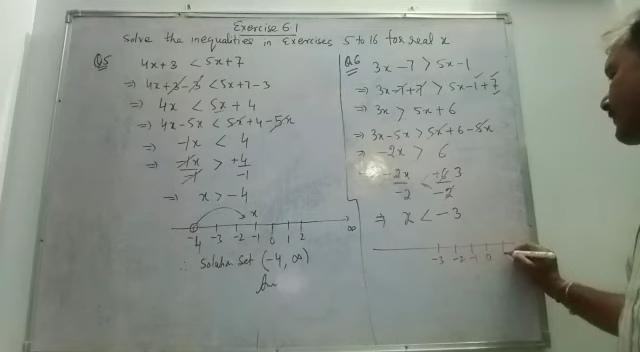 Exercise 6.1
Solve the inequalities in Exercises 5 to 16 for real x
Q5 4x+3 < 5x+7
⇒ 4x+3-3 < 5x+7-3
⇒ 4x < 5x+4
⇒ 4x-5x < 5x+4-5x
⇒ -1x < 4
⇒ -1x/-1 > +4/-1
⇒ x > -4
x
-4 -3 -2 -1 0 1 2 ∞
∴ Solution Set (-4, ∞)
Ans
Q6 3x-7 > 5x-1
⇒ 3x-7+7 > 5x-1+7
⇒ 3x > 5x+6
⇒ 3x-5x > 5x+6-5x
⇒ -2x > 6
⇒ -2x/-2 < +6/-2 3
⇒ x < -3
-3 -2 -1 0